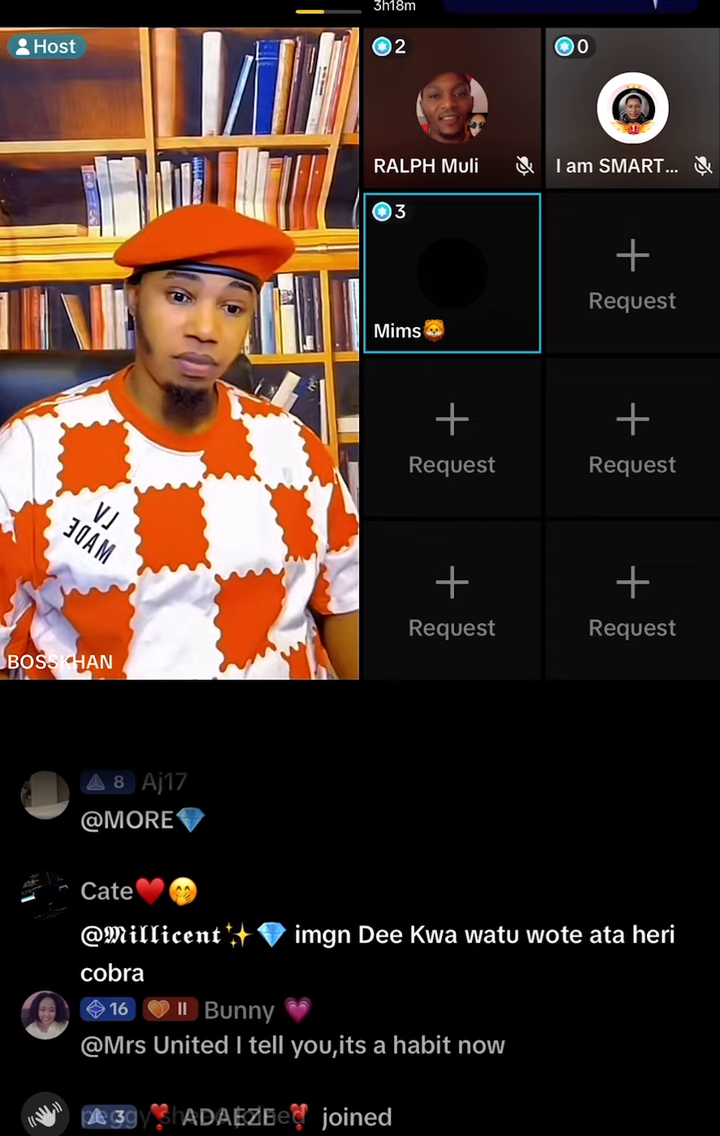 3h18m
Host
2
0
RALPH Muli
I am SMART...
3
Mims🦁
Request
Request
Request
Request
Request
LV
MADE
BOSSKHAN
8 Aj17
@MORE💎
Cate❤️🤭
@𝕸𝖎𝖑𝖑𝖎𝖈𝖊𝖓𝖙✨💎 imgn Dee Kwa watu wote ata heri
cobra
16 II Bunny 💗
@Mrs United I tell you,its a habit now
3 ❣️ ADAEZE ❣️ joined